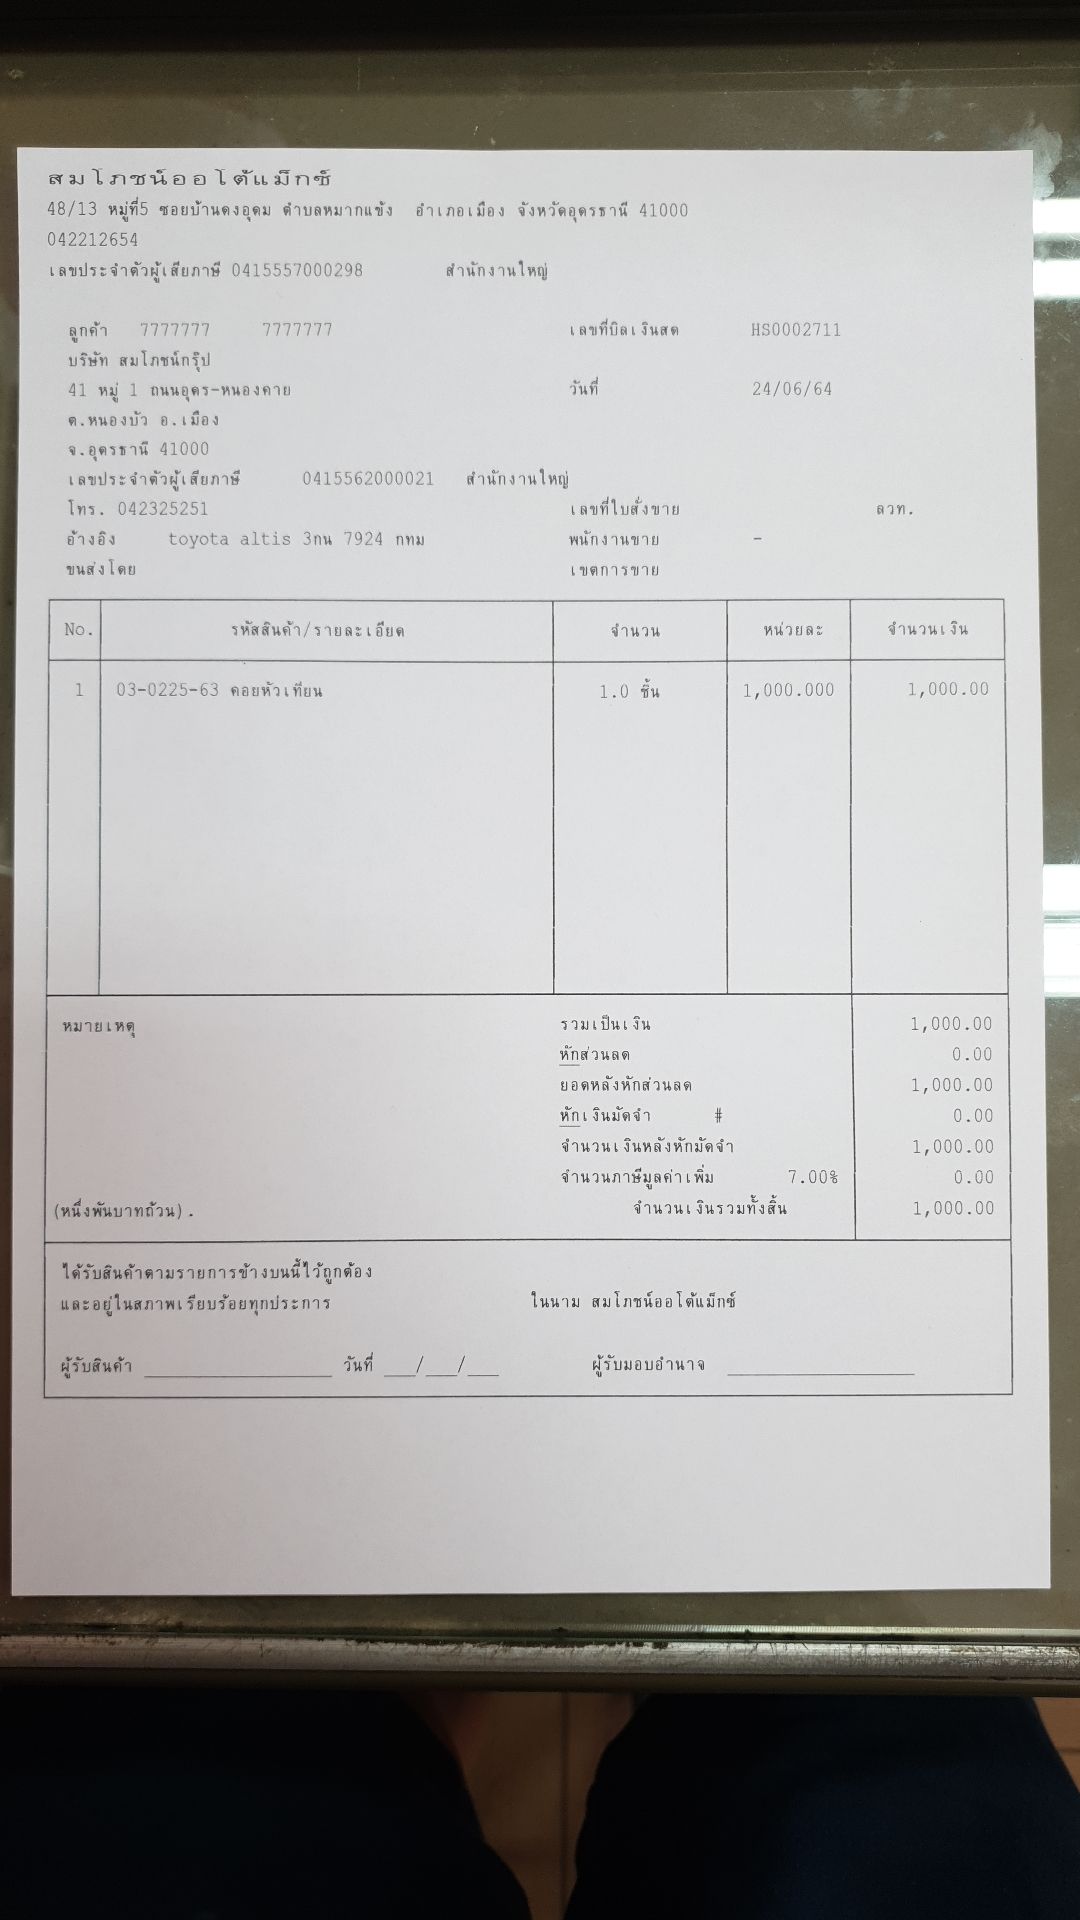 สมโภชน์ออโต้แม็กซ์
48/13 หมู่ที่5 ซอยบ้านดงอุดม ตำบลหมากแข้ง อำเภอเมือง จังหวัดอุดรธานี 41000
042212654
เลขประจำตัวผู้เสียภาษี 0415557000298 สำนักงานใหญ่
ลูกค้า 7777777 7777777 เลขที่บิลเงินสด HS0002711
บริษัท สมโภชน์กรุ๊ป
41 หมู่ 1 ถนนอุดร-หนองคาย วันที่ 24/06/64
ต.หนองบัว อ.เมือง
จ.อุดรธานี 41000
เลขประจำตัวผู้เสียภาษี 0415562000021 สำนักงานใหญ่
โทร. 042325251 เลขที่ใบสั่งขาย ลวท.
อ้างอิง toyota altis 3กน 7924 กทม พนักงานขาย -
ขนส่งโดย เขตการขาย
No. รหัสสินค้า/รายละเอียด จำนวน หน่วยละ จำนวนเงิน
1 03-0225-63 คอยหัวเทียน 1.0 ชิ้น 1,000.000 1,000.00
หมายเหตุ รวมเป็นเงิน 1,000.00
หักส่วนลด 0.00
ยอดหลังหักส่วนลด 1,000.00
หักเงินมัดจำ # 0.00
จำนวนเงินหลังหักมัดจำ 1,000.00
จำนวนภาษีมูลค่าเพิ่ม 7.00% 0.00
(หนึ่งพันบาทถ้วน). จำนวนเงินรวมทั้งสิ้น 1,000.00
ได้รับสินค้าตามรายการข้างบนนี้ไว้ถูกต้อง
และอยู่ในสภาพเรียบร้อยทุกประการ ในนาม สมโภชน์ออโต้แม็กซ์
ผู้รับสินค้า ____________________ วันที่ ___/___/___ ผู้รับมอบอำนาจ ____________________